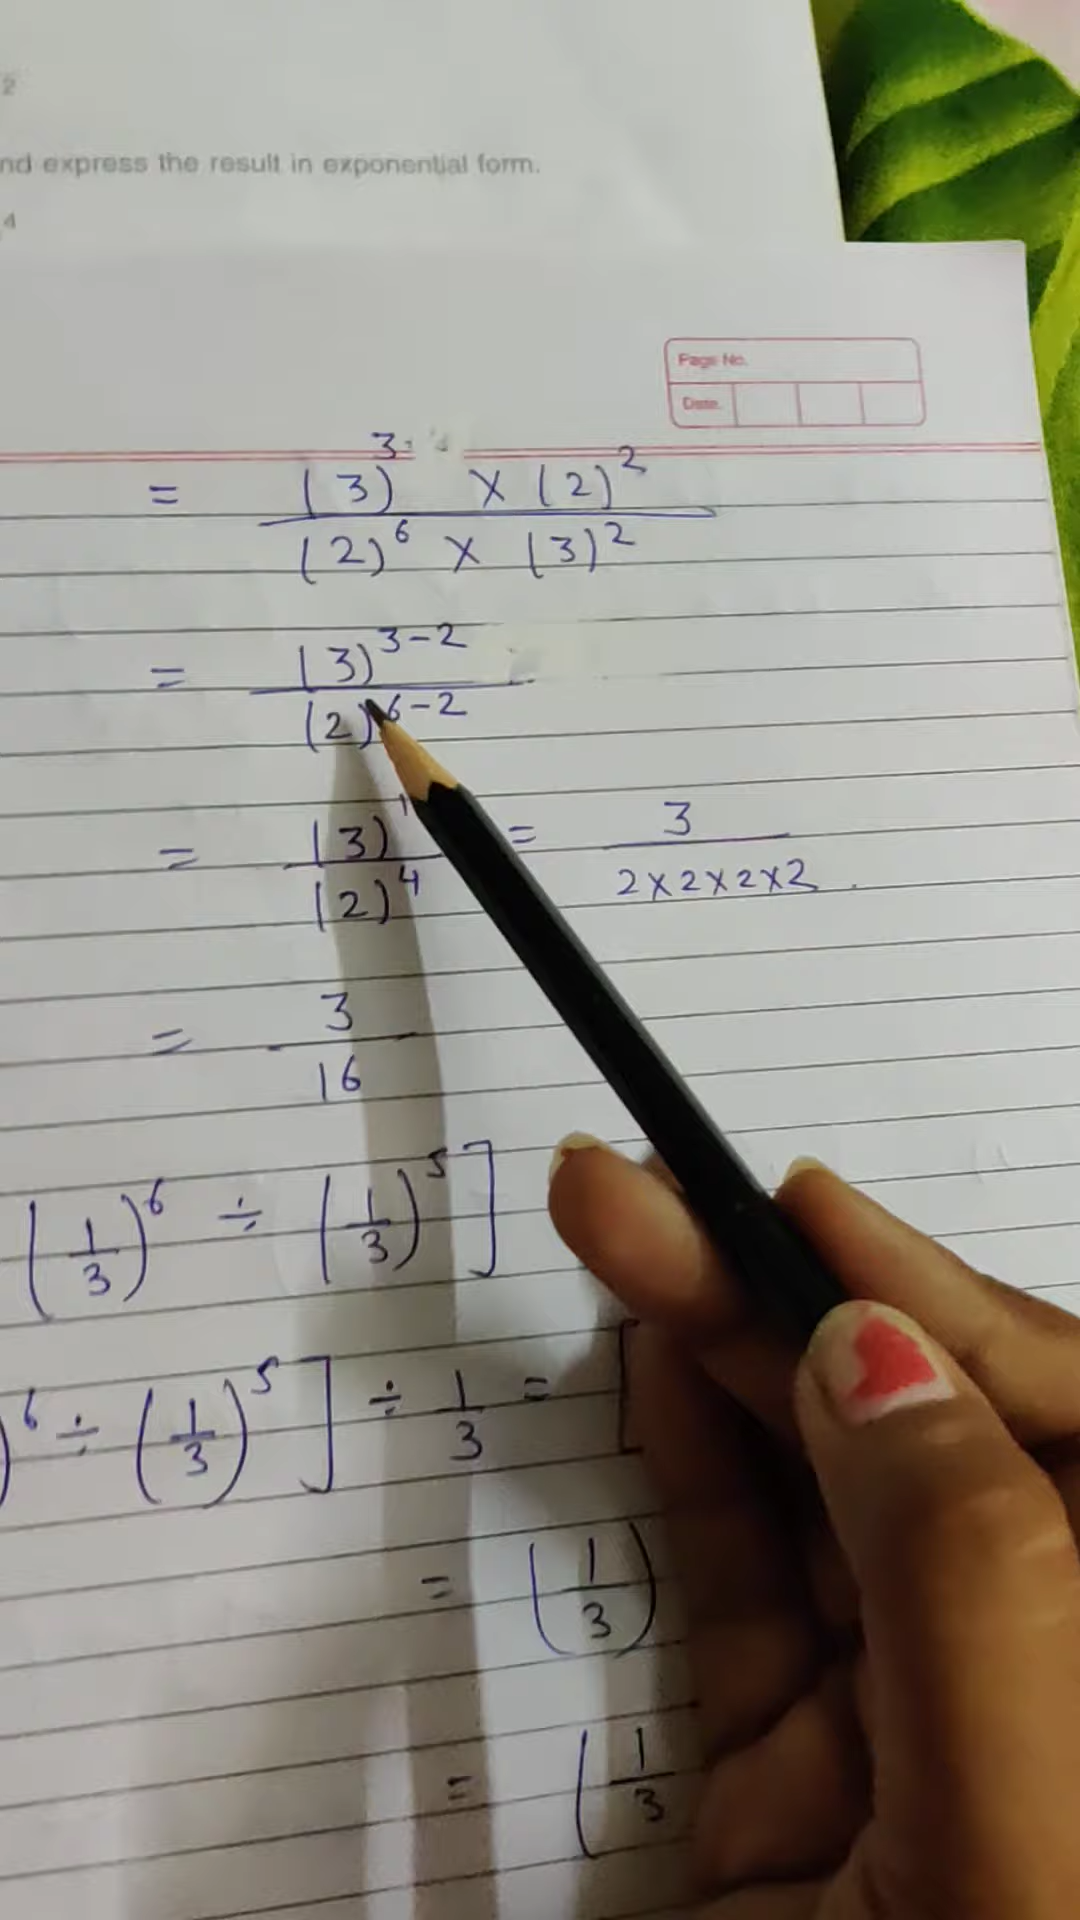 2
nd express the result in exponential form.
4
Page No.
Date.
= (3)^3 × (2)^2 / (2)^6 × (3)^2
= (3)^3-2 / (2)^6-2
= (3)^1 / (2)^4 = 3 / 2×2×2×2 .
= 3 / 16
(1/3)^6 ÷ (1/3)^5 ]
)^6 ÷ (1/3)^5 ] ÷ 1/3 = [
= (1/3)
= (1/3